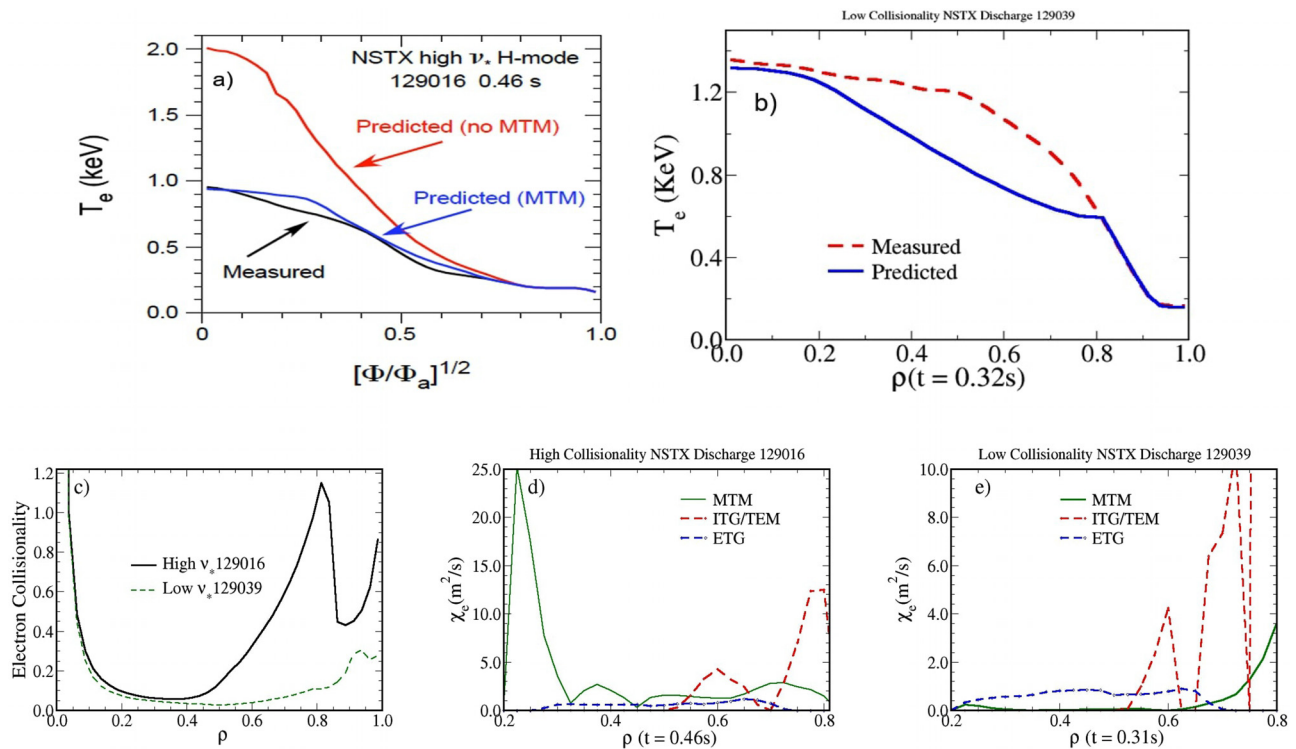 a)
NSTX high ν* H-mode
129016 0.46 s
Predicted (no MTM)
Predicted (MTM)
Measured
Te (keV)
2.0
1.5
1.0
0.5
0.0
0
0.5
1.0
[Φ/Φa]^1/2
Low Collisionality NSTX Discharge 129039
b)
Te (KeV)
1.2
0.8
0.4
0.0
Measured
Predicted
0.0 0.2 0.4 0.6 0.8 1.0
ρ(t = 0.32s)
c)
Electron Collisionality
1.2
1.0
0.8
0.6
0.4
0.2
0.0
High ν*129016
Low ν*129039
0.0 0.2 0.4 0.6 0.8 1.0
ρ
High Collisionality NSTX Discharge 129016
d)
χe(m²/s)
25.0
20.0
15.0
10.0
5.0
0.0
MTM
ITG/TEM
ETG
0.2 0.4 0.6 0.8
ρ (t = 0.46s)
Low Collisionality NSTX Discharge 129039
e)
χe(m²/s)
10.0
8.0
6.0
4.0
2.0
0.0
MTM
ITG/TEM
ETG
0.2 0.4 0.6 0.8
ρ (t = 0.31s)